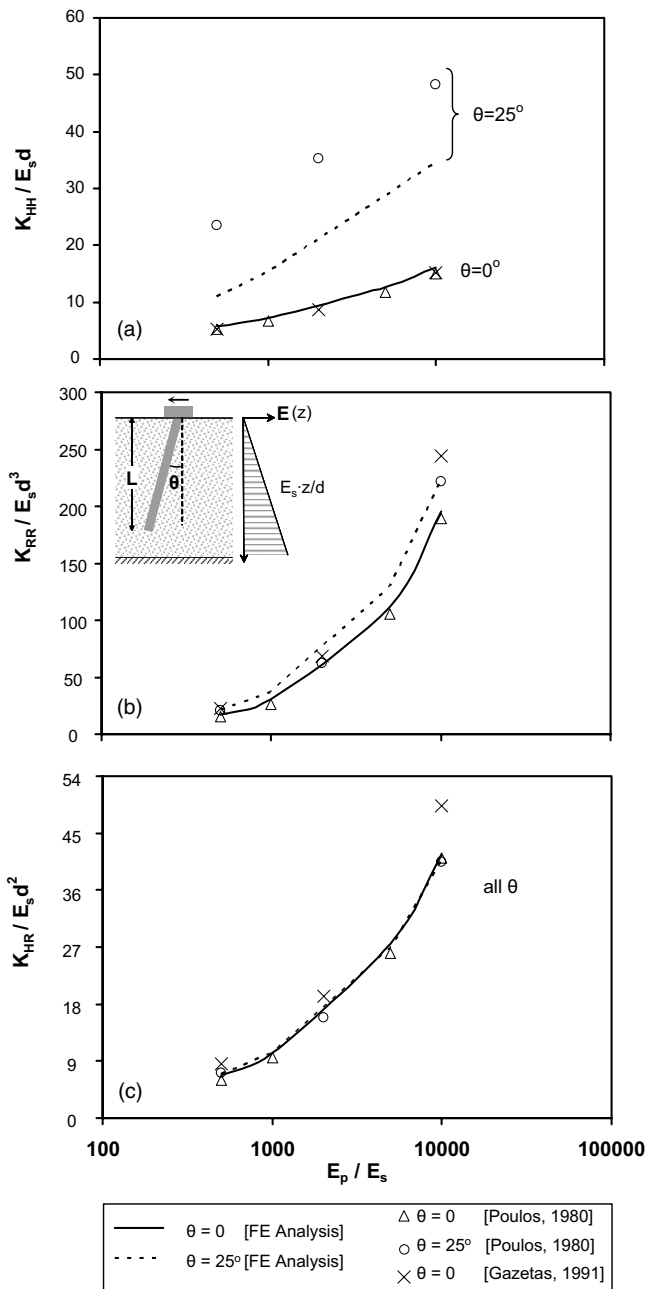 60
50
40
30
20
10
0
K_HH / E_s d
θ=25°
θ=0°
(a)
300
250
200
150
100
50
0
K_RR / E_s d³
E (z)
L
θ
E_s·z/d
(b)
54
45
36
27
18
9
0
K_HR / E_s d²
all θ
(c)
100 1000 10000 100000
E_p / E_s
θ = 0 [FE Analysis]
θ = 25° [FE Analysis]
θ = 0 [Poulos, 1980]
θ = 25° [Poulos, 1980]
θ = 0 [Gazetas, 1991]